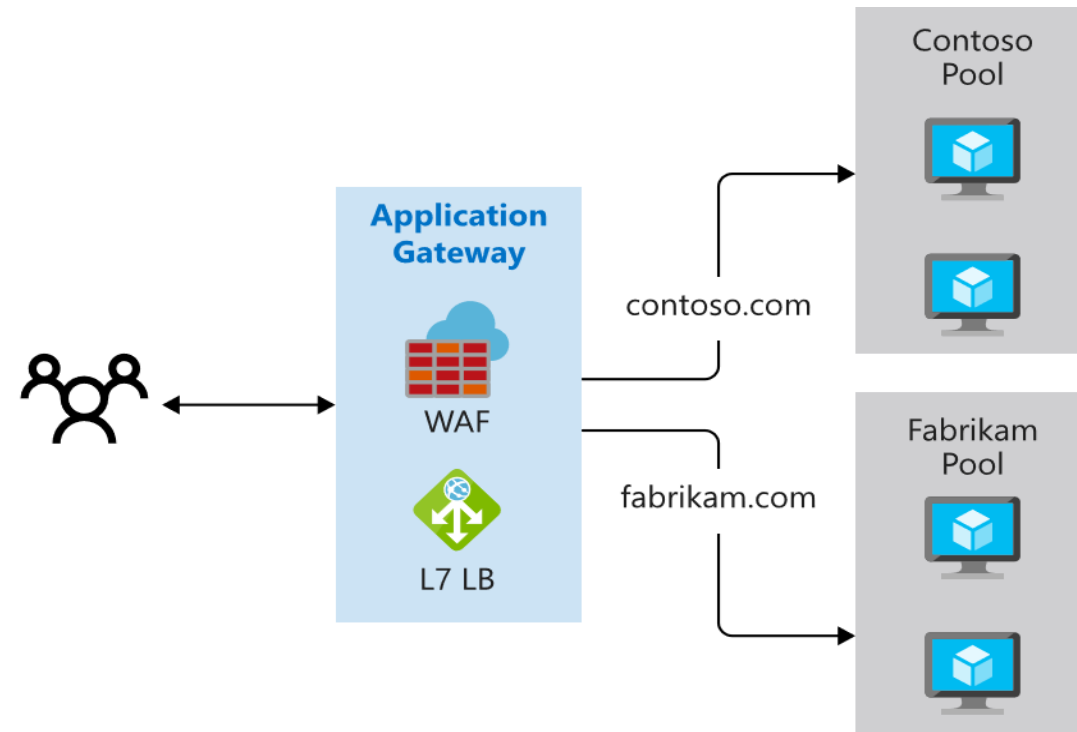 Application
Gateway
WAF
L7 LB
contoso.com
fabrikam.com
Contoso
Pool
Fabrikam
Pool